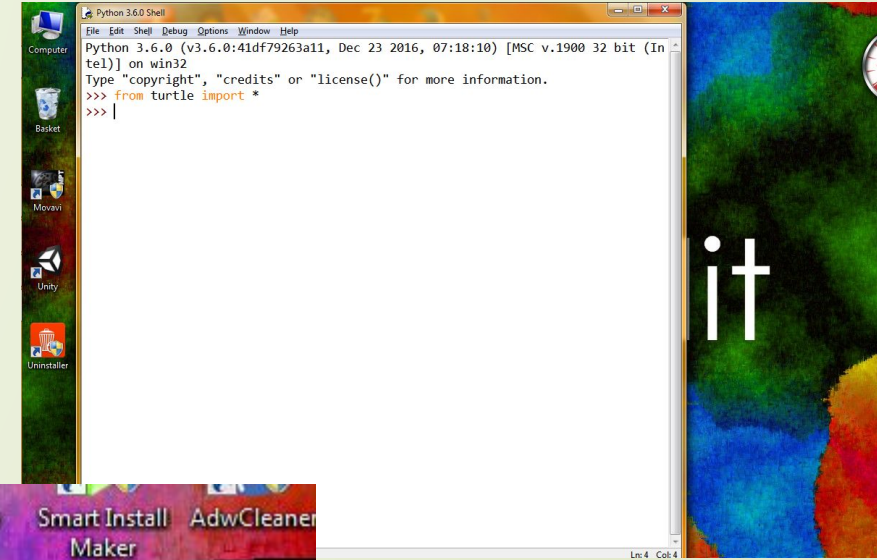 Python 3.6.0 Shell
File Edit Shell Debug Options Window Help
Python 3.6.0 (v3.6.0:41df79263a11, Dec 23 2016, 07:18:10) [MSC v.1900 32 bit (In
tel)] on win32
Type "copyright", "credits" or "license()" for more information.
>>> from turtle import *
>>>
Computer
Basket
Movavi
Unity
Uninstaller
it
Smart Install
Maker
AdwCleaner
Ln: 4 Col: 4